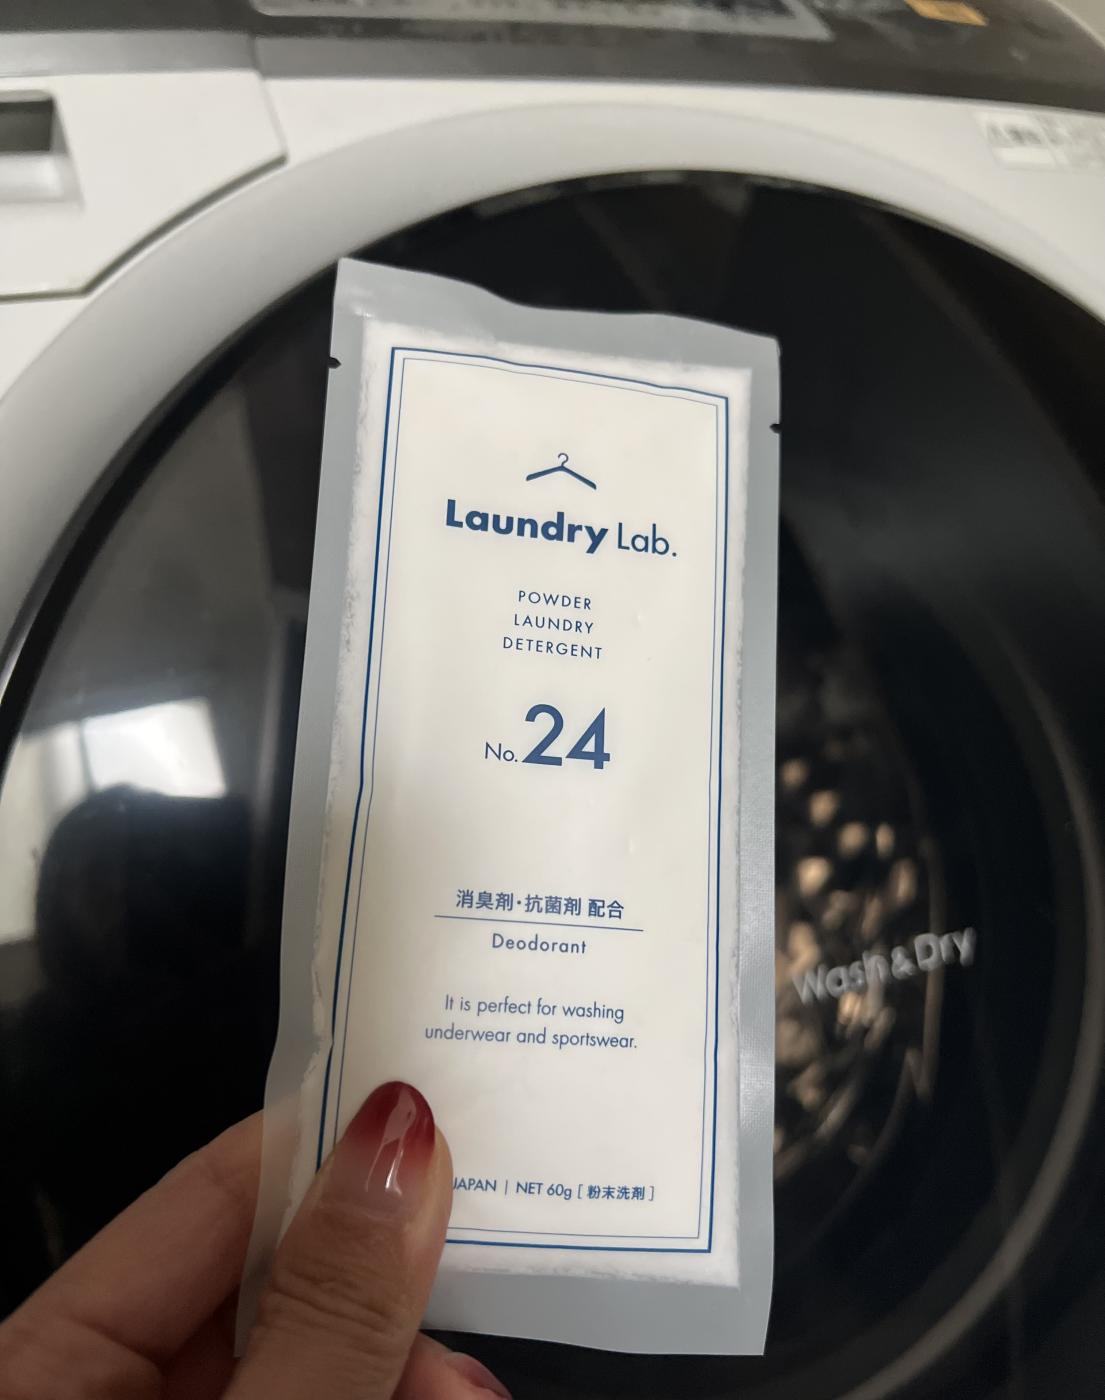 Laundry Lab.
POWDER
LAUNDRY
DETERGENT
No.24
消臭剤・抗菌剤 配合
Deodorant
It is perfect for washing
underwear and sportswear.
JAPAN | NET 60g [ 粉末洗剤 ]
Wash & Dry